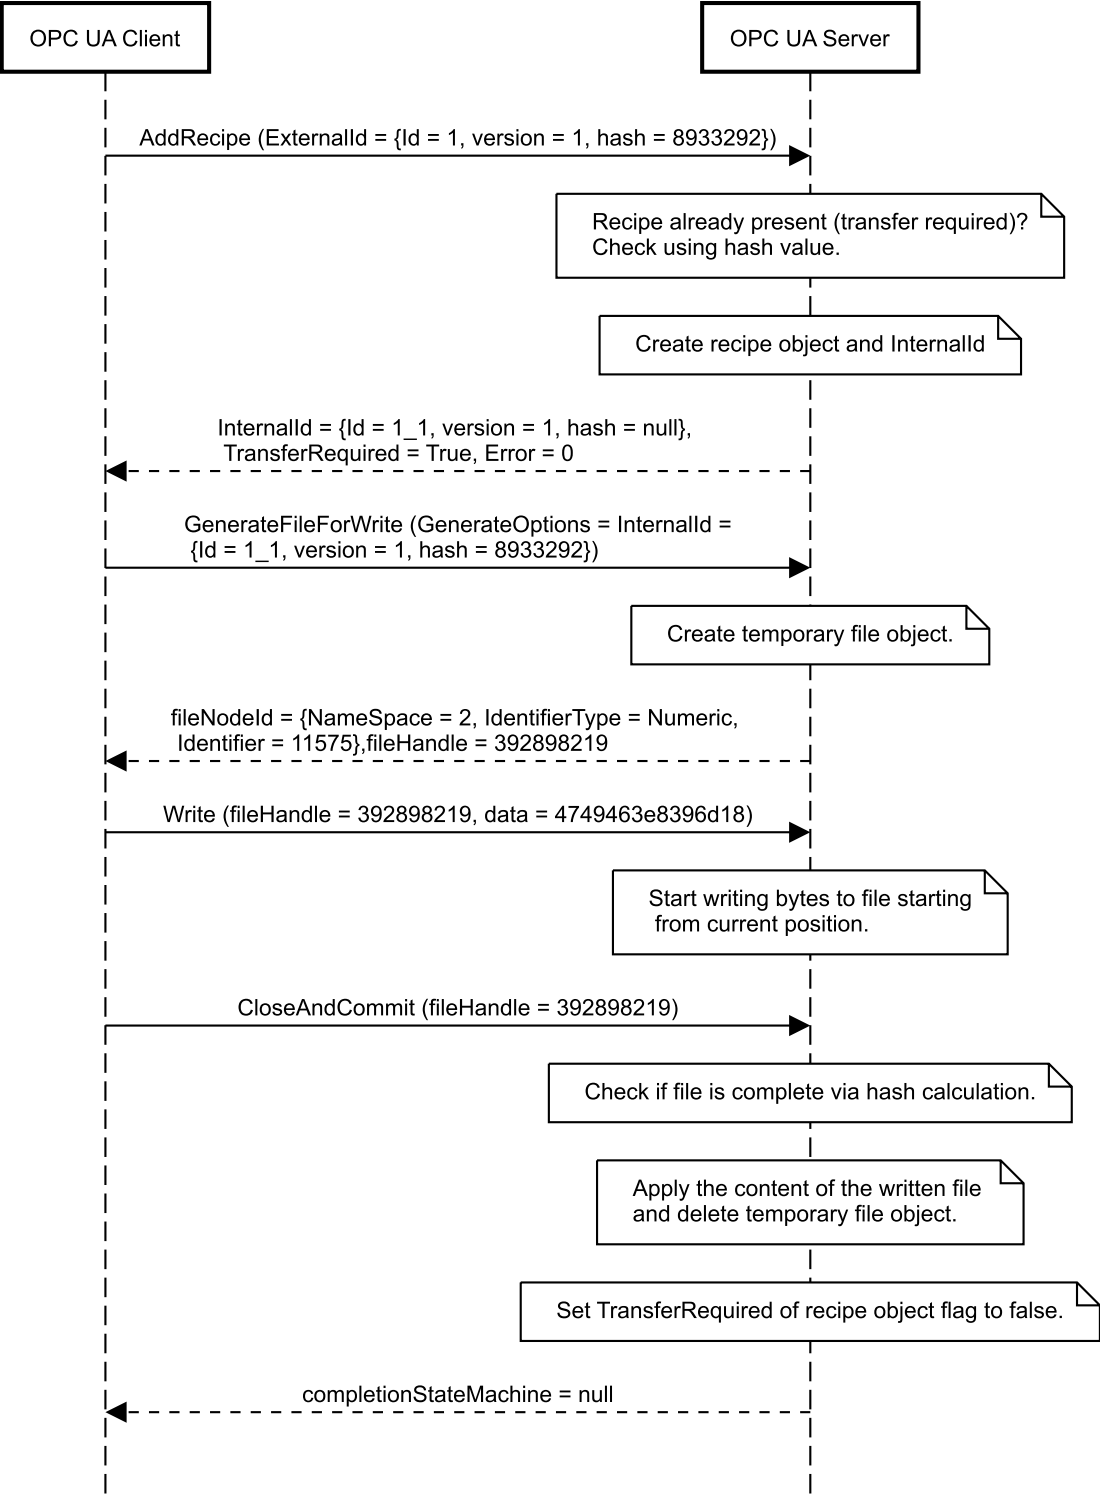 OPC UA Client
OPC UA Server
AddRecipe (ExternalId = {Id = 1, version = 1, hash = 8933292})
Recipe already present (transfer required)?
Check using hash value.
Create recipe object and InternalId
InternalId = {Id = 1_1, version = 1, hash = null},
TransferRequired = True, Error = 0
GenerateFileForWrite (GenerateOptions = InternalId =
{Id = 1_1, version = 1, hash = 8933292})
Create temporary file object.
fileNodeId = {NameSpace = 2, IdentifierType = Numeric,
Identifier = 11575},fileHandle = 392898219
Write (fileHandle = 392898219, data = 4749463e8396d18)
Start writing bytes to file starting
from current position.
CloseAndCommit (fileHandle = 392898219)
Check if file is complete via hash calculation.
Apply the content of the written file
and delete temporary file object.
Set TransferRequired of recipe object flag to false.
completionStateMachine = null